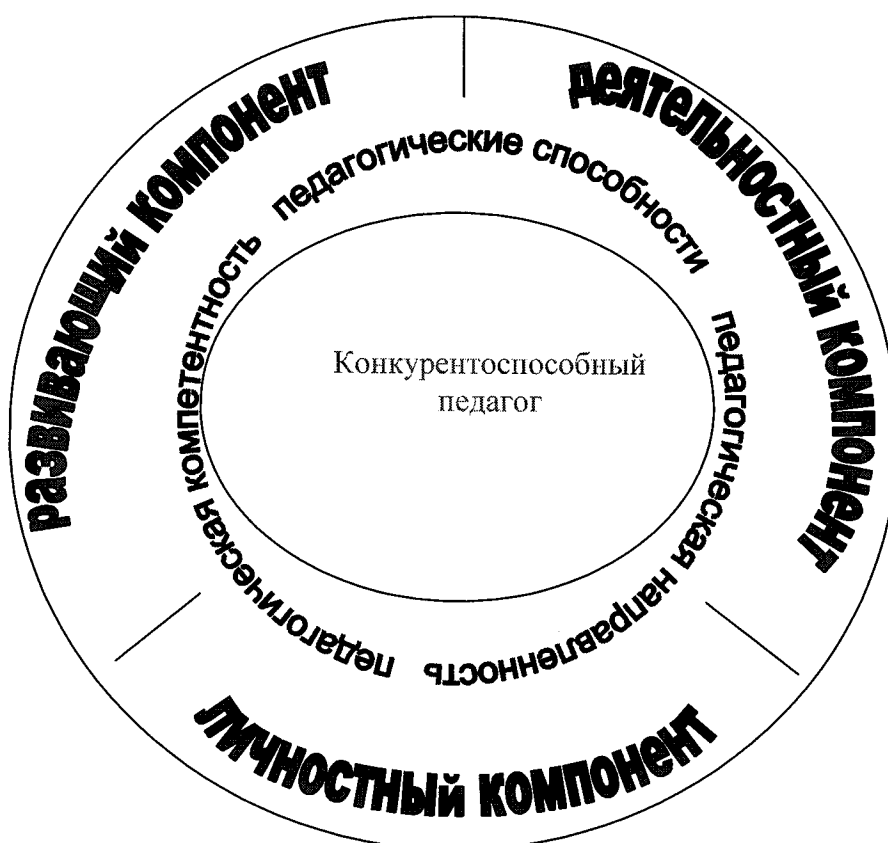 развивающий компонент
деятельностный компонент
педагогические способности
педагогическая компетентность
педагогическая направленность
Конкурентоспособный
педагог
личностный компонент